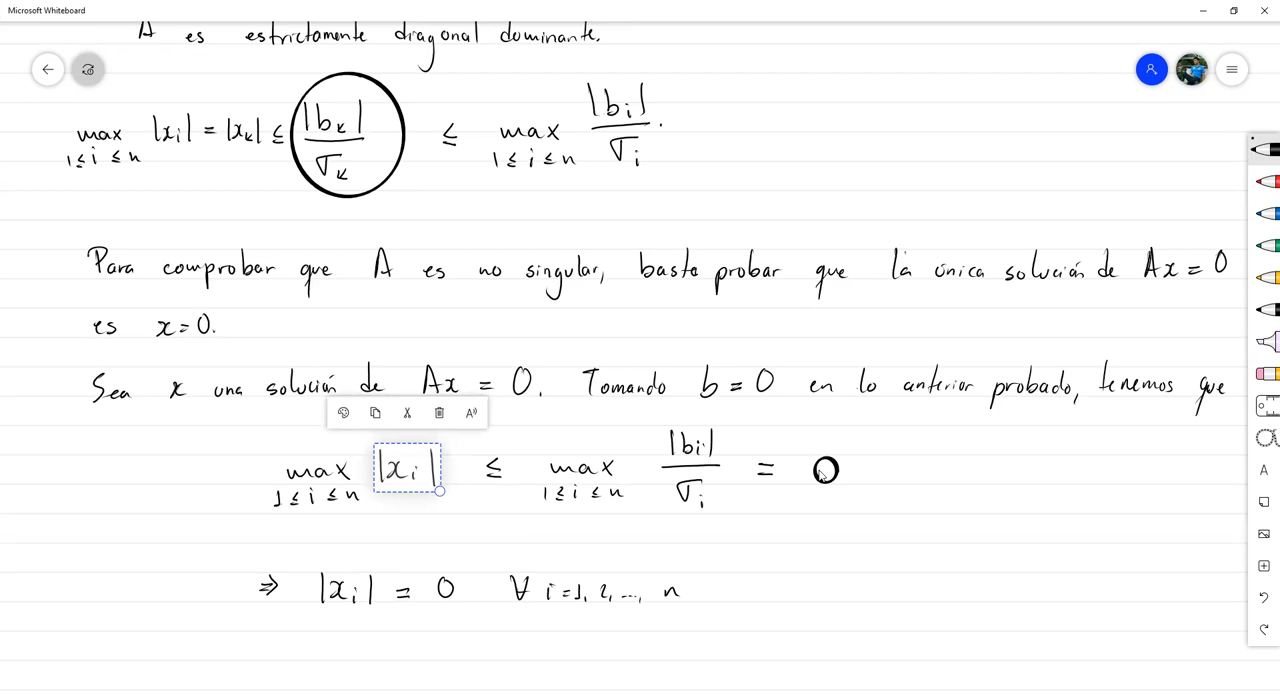 Microsoft Whiteboard
A es estrictamente diagonal dominante.
max 1≤i≤n |xi| = |xk| ≤ |bk|/σk ≤ max 1≤i≤n |bi|/σi.
Para comprobar que A es no singular, basta probar que la única solución de Ax = 0
es x=0.
Sea x una solución de Ax = 0. Tomando b=0 en lo anterior probado, tenemos que
max 1≤i≤n |xi| ≤ max 1≤i≤n |bi|/σi = 0
⇒ |xi| = 0 ∀ i=1, 2, ..., n